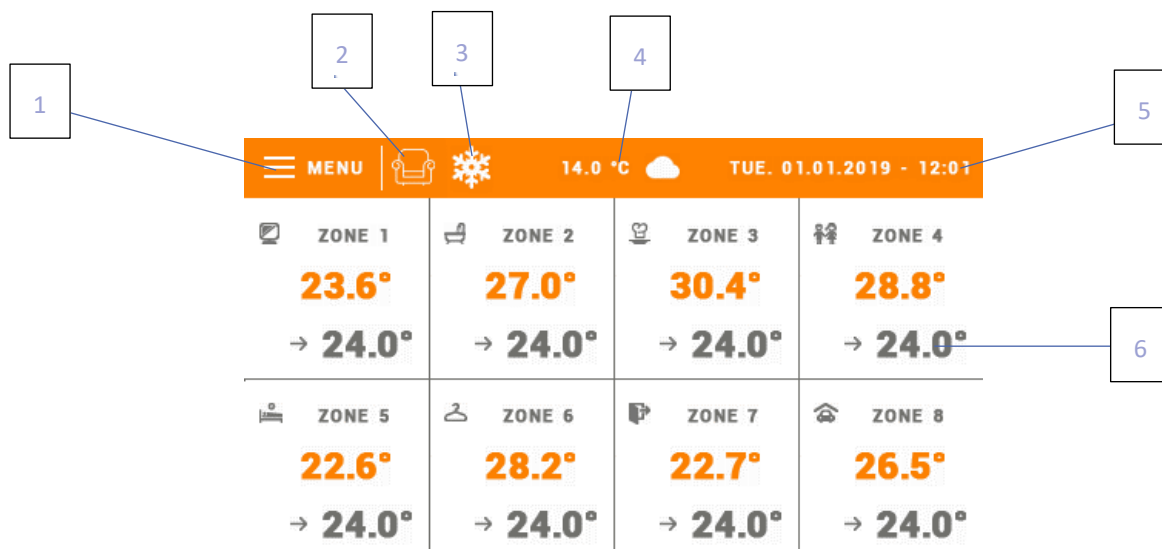 2
3
4
1
5
MENU
14.0 °C
TUE. 01.01.2019 - 12:01
ZONE 1
ZONE 2
ZONE 3
ZONE 4
23.6°
27.0°
30.4°
28.8°
→ 24.0°
→ 24.0°
→ 24.0°
→ 24.0°
6
ZONE 5
ZONE 6
ZONE 7
ZONE 8
22.6°
28.2°
22.7°
26.5°
→ 24.0°
→ 24.0°
→ 24.0°
→ 24.0°